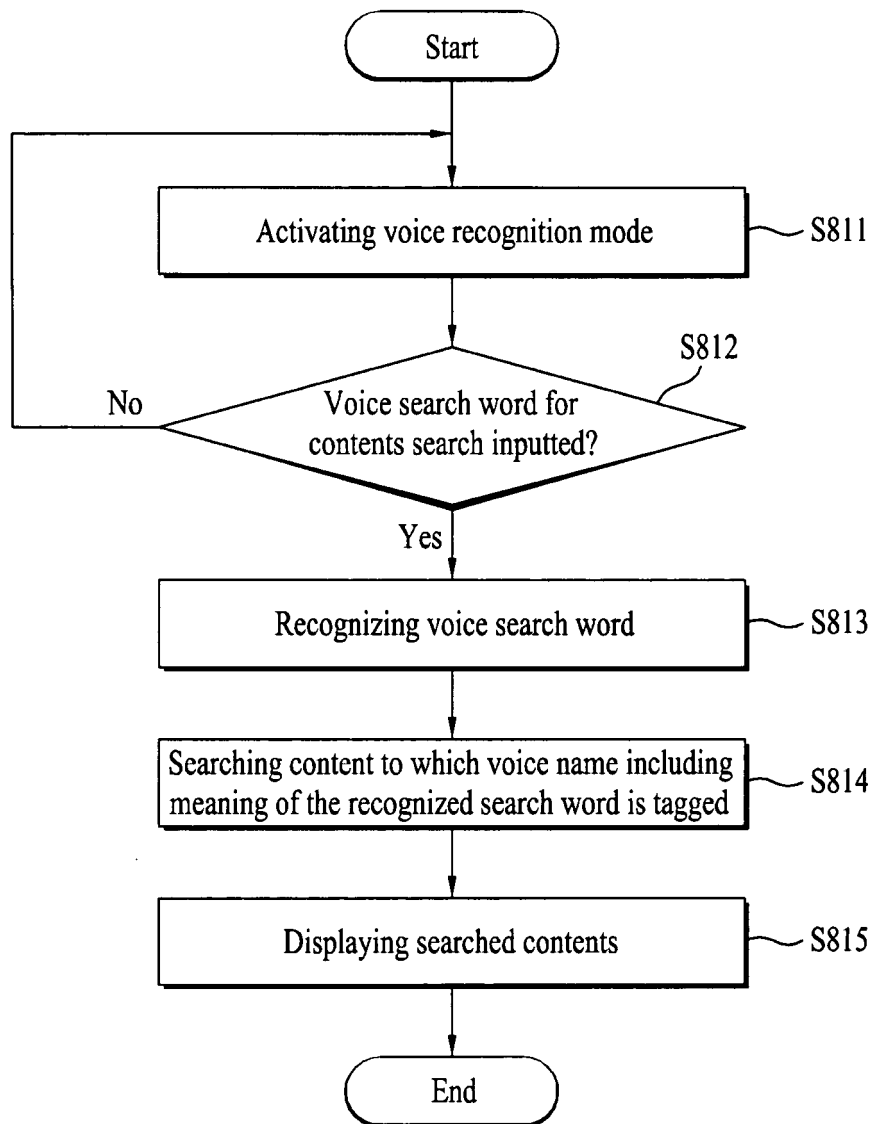 Start
Activating voice recognition mode
S811
S812
Voice search word for
contents search inputted?
No
Yes
Recognizing voice search word
S813
Searching content to which voice name including
meaning of the recognized search word is tagged
S814
Displaying searched contents
S815
End